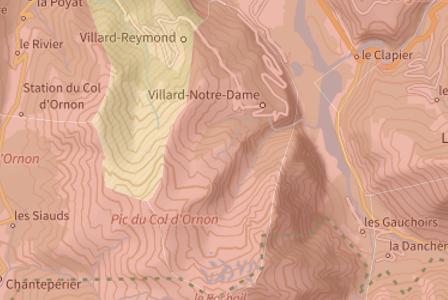 la Poyat
le Rivier
Villard-Reymond
le Clapier
Station du Col
d'Ornon
Villard-Notre-Dame
d'Ornon
les Siauds
Pic du Col d'Ornon
les Gauchoirs
la Danchère
Chantepérier